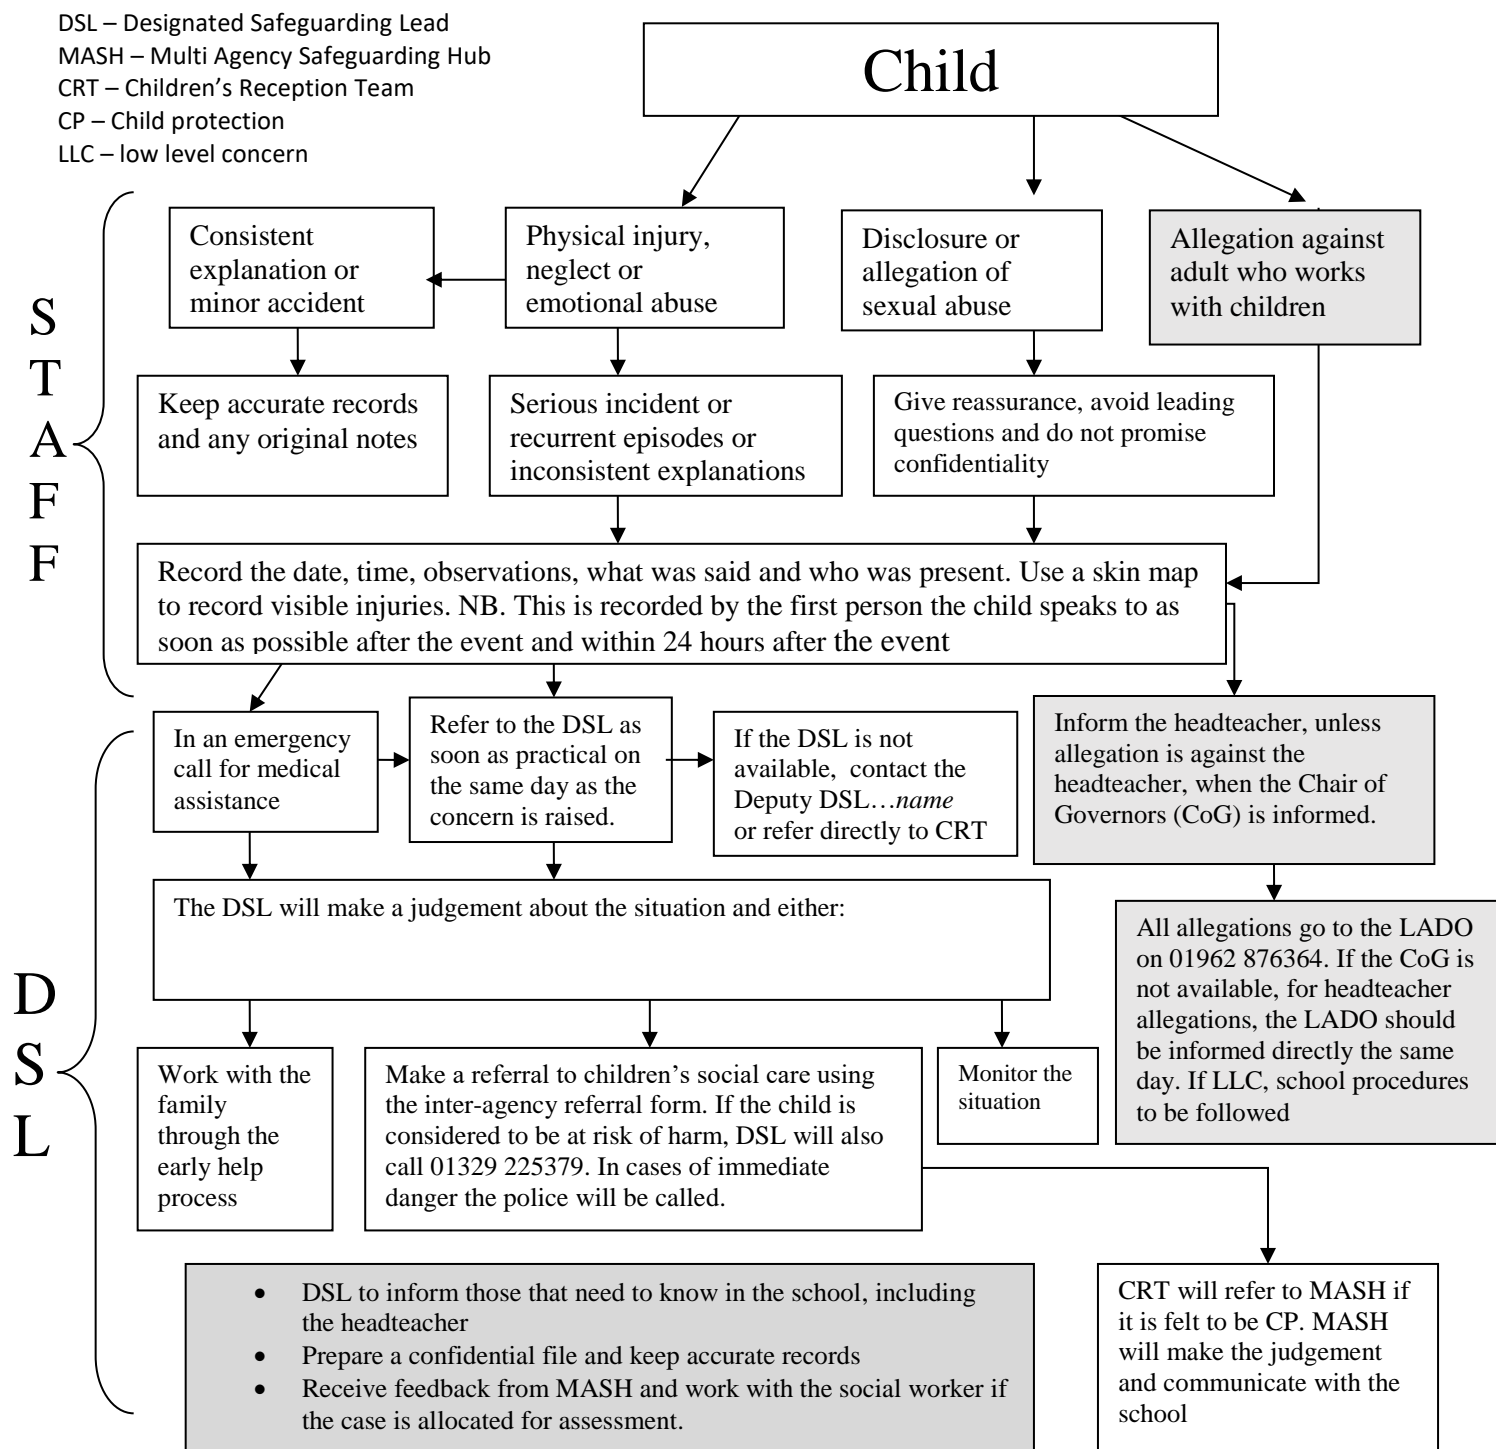 DSL – Designated Safeguarding Lead
MASH – Multi Agency Safeguarding Hub
CRT – Children’s Reception Team
CP – Child protection
LLC – low level concern
Child
S
T
A
F
F
Consistent
explanation or
minor accident
Physical injury,
neglect or
emotional abuse
Disclosure or
allegation of
sexual abuse
Allegation against
adult who works
with children
Keep accurate records
and any original notes
Serious incident or
recurrent episodes or
inconsistent explanations
Give reassurance, avoid leading
questions and do not promise
confidentiality
Record the date, time, observations, what was said and who was present. Use a skin map
to record visible injuries. NB. This is recorded by the first person the child speaks to as
soon as possible after the event and within 24 hours after the event
D
S
L
In an emergency
call for medical
assistance
Refer to the DSL as
soon as practical on
the same day as the
concern is raised.
If the DSL is not
available,  contact the
Deputy DSL…name
or refer directly to CRT
Inform the headteacher, unless
allegation is against the
headteacher, when the Chair of
Governors (CoG) is informed.
The DSL will make a judgement about the situation and either:
All allegations go to the LADO
on 01962 876364. If the CoG is
not available, for headteacher
allegations, the LADO should
be informed directly the same
day. If LLC, school procedures
to be followed
Work with the
family
through the
early help
process
Make a referral to children’s social care using
the inter-agency referral form. If the child is
considered to be at risk of harm, DSL will also
call 01329 225379. In cases of immediate
danger the police will be called.
Monitor the
situation
• DSL to inform those that need to know in the school, including
the headteacher
• Prepare a confidential file and keep accurate records
• Receive feedback from MASH and work with the social worker if
the case is allocated for assessment.
CRT will refer to MASH if
it is felt to be CP. MASH
will make the judgement
and communicate with the
school